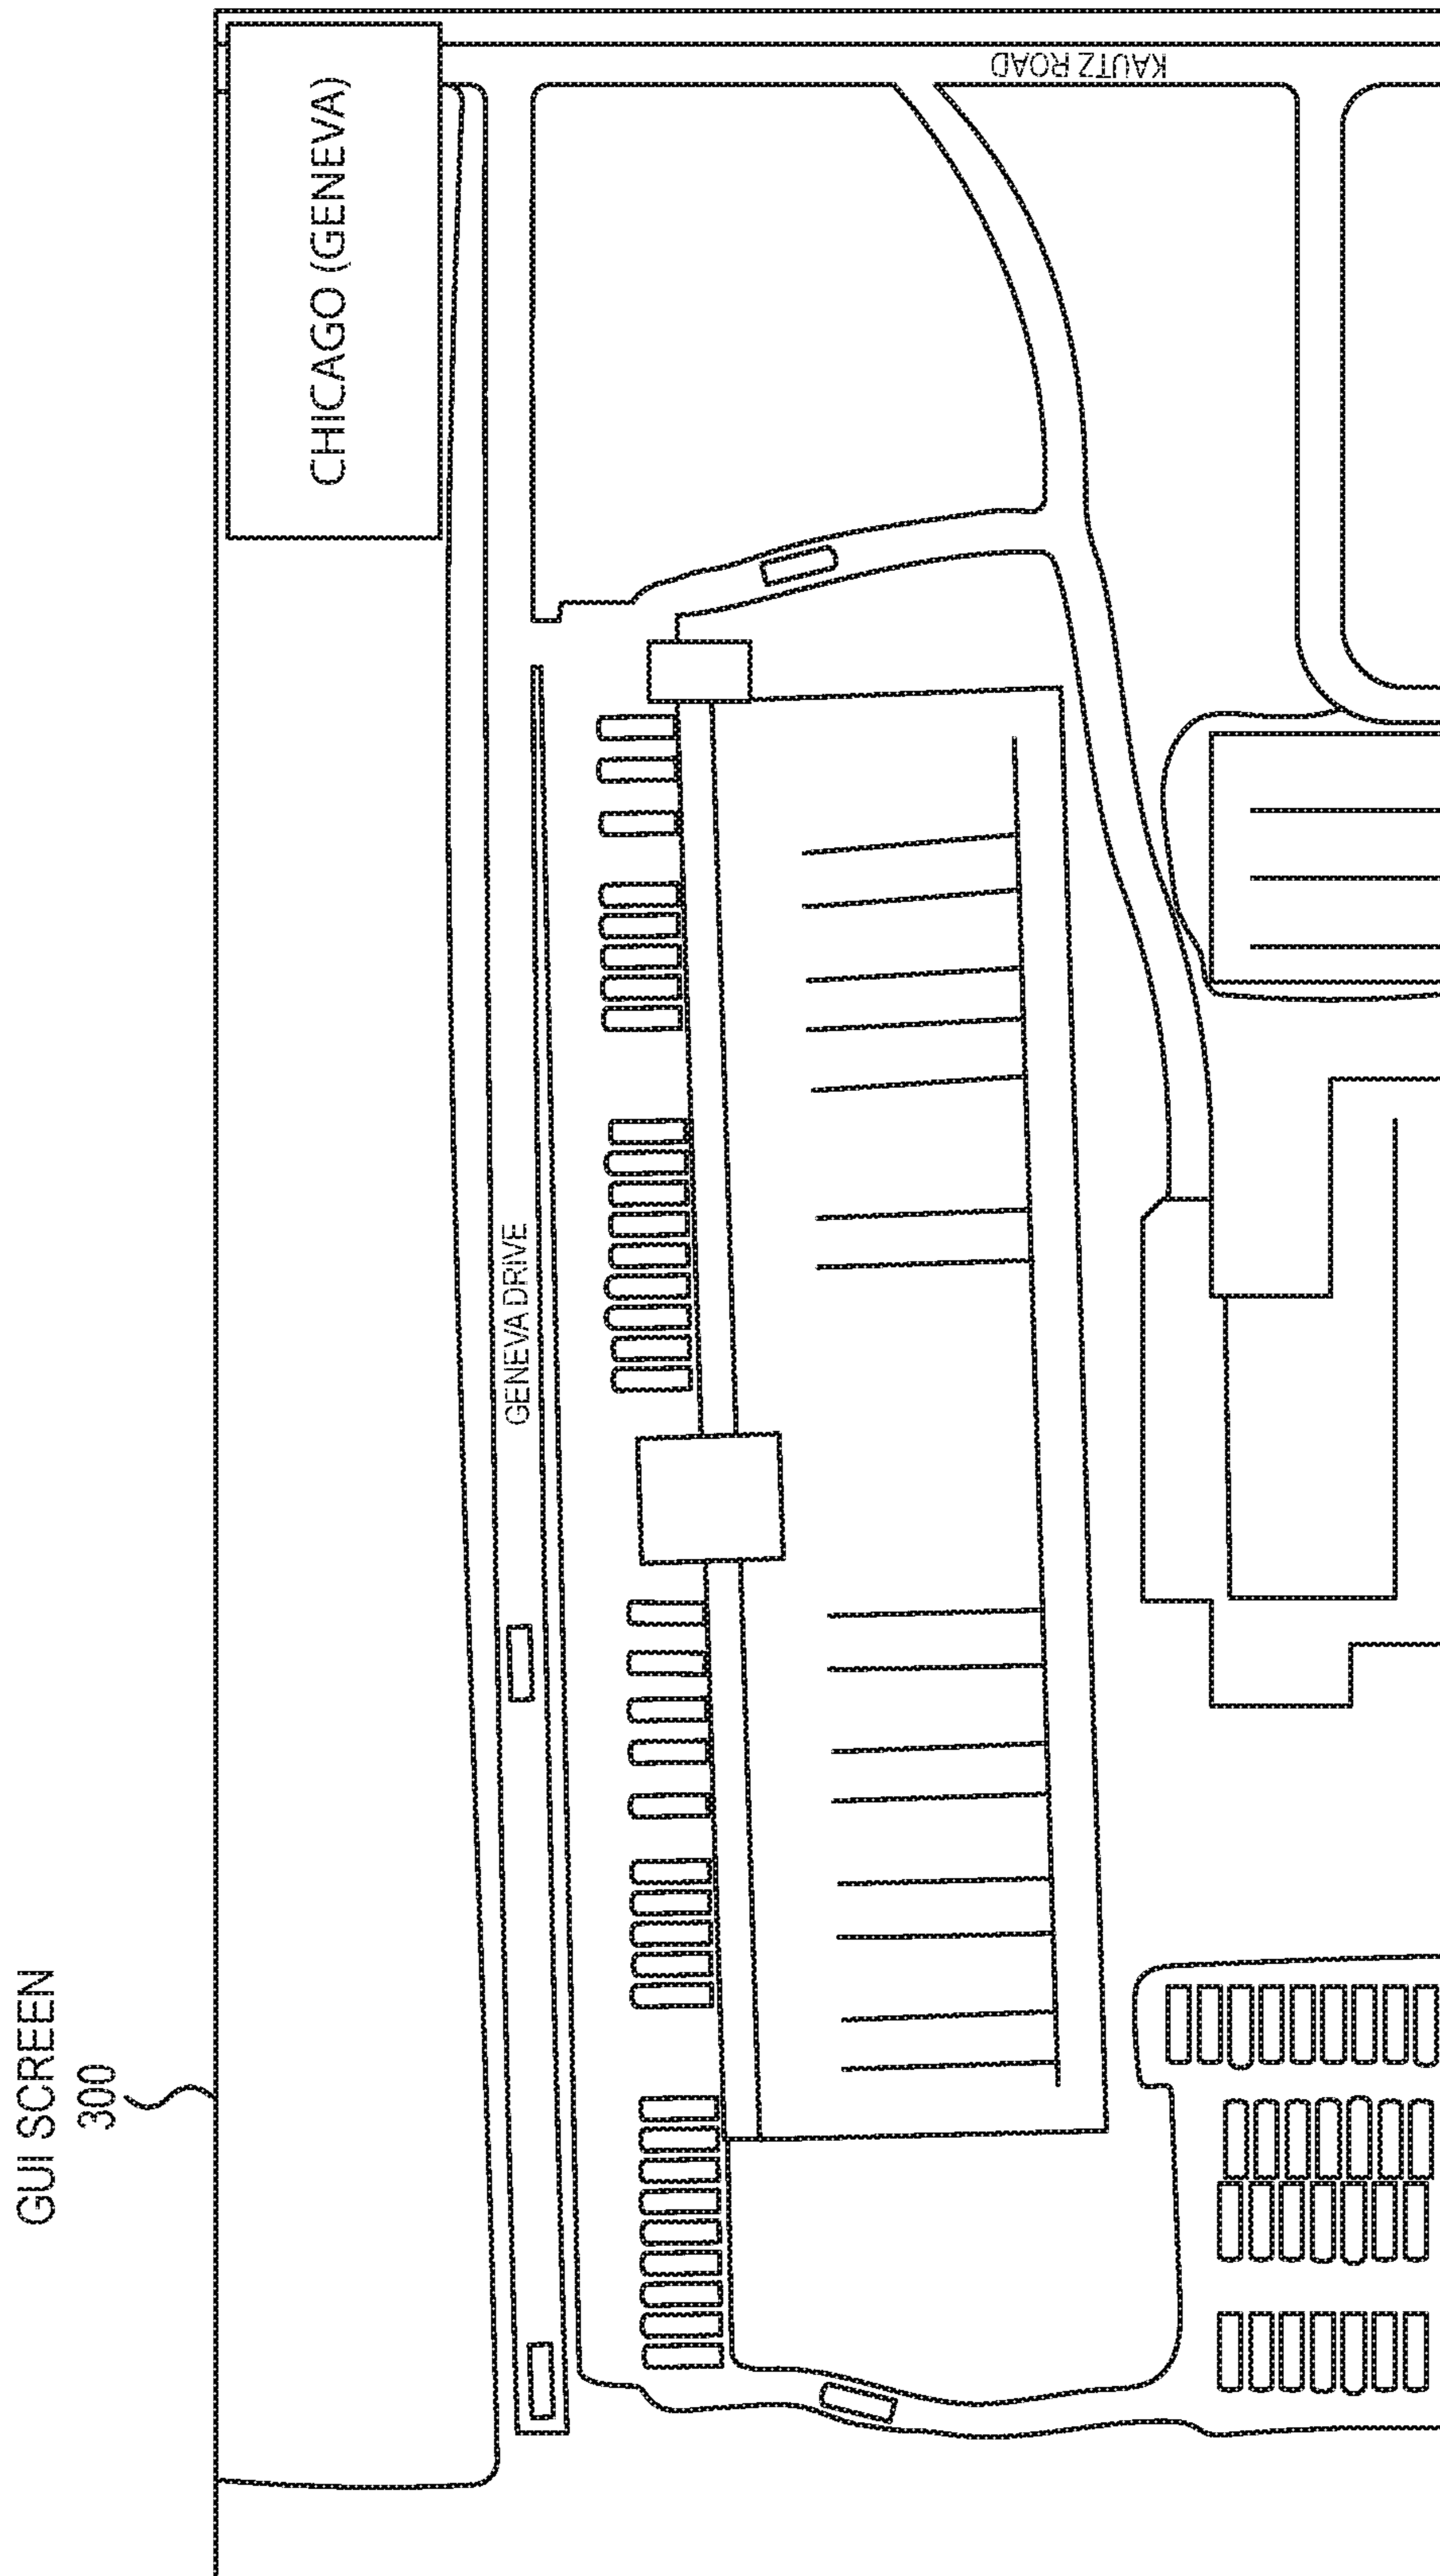 GUI SCREEN
300
CHICAGO (GENEVA)
GENEVA DRIVE
KAUTZ ROAD